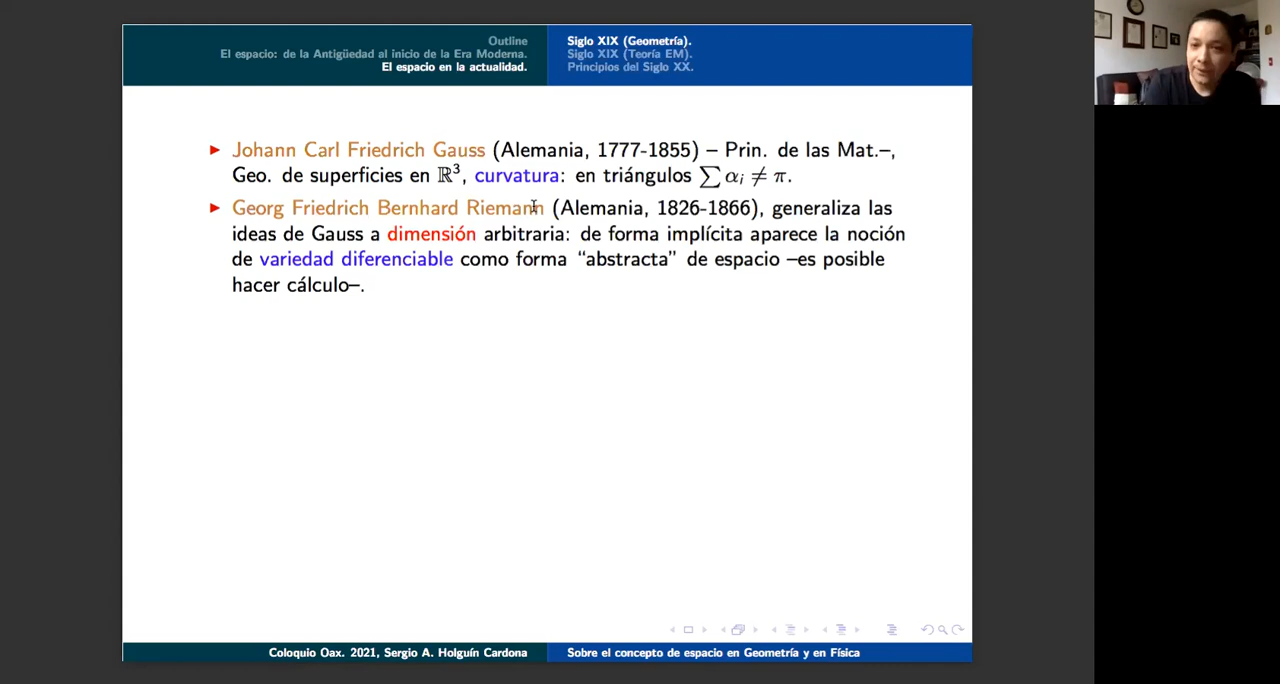 Outline
El espacio: de la Antigüedad al inicio de la Era Moderna.
El espacio en la actualidad.
Siglo XIX (Geometría).
Siglo XIX (Teoría EM).
Principios del Siglo XX.
Johann Carl Friedrich Gauss (Alemania, 1777-1855) – Prin. de las Mat.–,
Geo. de superficies en ℝ³, curvatura: en triángulos ∑ αᵢ ≠ π.
Georg Friedrich Bernhard Riemann (Alemania, 1826-1866), generaliza las
ideas de Gauss a dimensión arbitraria: de forma implícita aparece la noción
de variedad diferenciable como forma “abstracta” de espacio –es posible
hacer cálculo–.
Coloquio Oax. 2021, Sergio A. Holguín Cardona
Sobre el concepto de espacio en Geometría y en Física